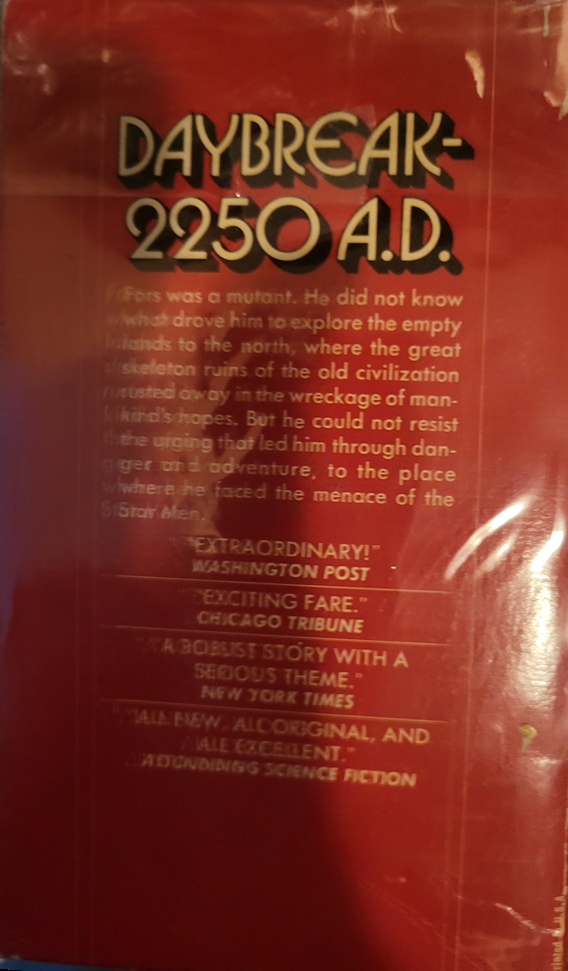 DAYBREAK-
2250 A.D.
Fors was a mutant. He did not know
what drove him to explore the empty
lands to the north, where the great
skeleton ruins of the old civilization
rusted away in the wreckage of man-
kind's hopes. But he could not resist
the urging that led him through dan-
ger and adventure, to the place
where he faced the menace of the
Star Men.
"EXTRAORDINARY!"
WASHINGTON POST
"EXCITING FARE."
CHICAGO TRIBUNE
"A ROBUST STORY WITH A
SERIOUS THEME."
NEW YORK TIMES
"ALL NEW, ALL ORIGINAL, AND
ALL EXCELLENT."
ASTOUNDING SCIENCE FICTION
Printed in U.S.A.